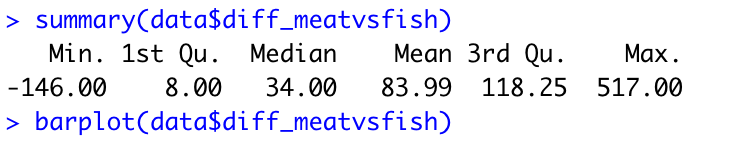 > summary(data$diff_meatvsfish)
Min. 1st Qu. Median Mean 3rd Qu. Max.
-146.00 8.00 34.00 83.99 118.25 517.00
> barplot(data$diff_meatvsfish)